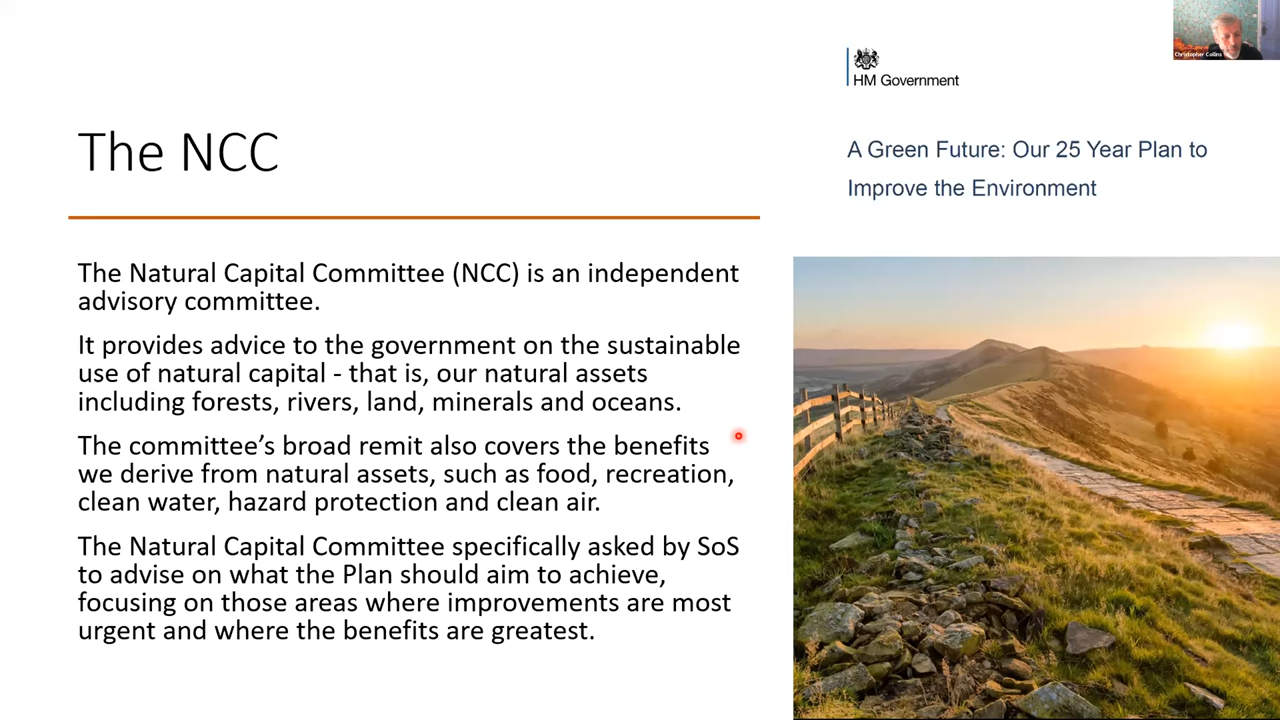 The NCC
The Natural Capital Committee (NCC) is an independent
advisory committee.
It provides advice to the government on the sustainable
use of natural capital - that is, our natural assets
including forests, rivers, land, minerals and oceans.
The committee’s broad remit also covers the benefits
we derive from natural assets, such as food, recreation,
clean water, hazard protection and clean air.
The Natural Capital Committee specifically asked by SoS
to advise on what the Plan should aim to achieve,
focusing on those areas where improvements are most
urgent and where the benefits are greatest.
HM Government
A Green Future: Our 25 Year Plan to
Improve the Environment
Christopher Collins